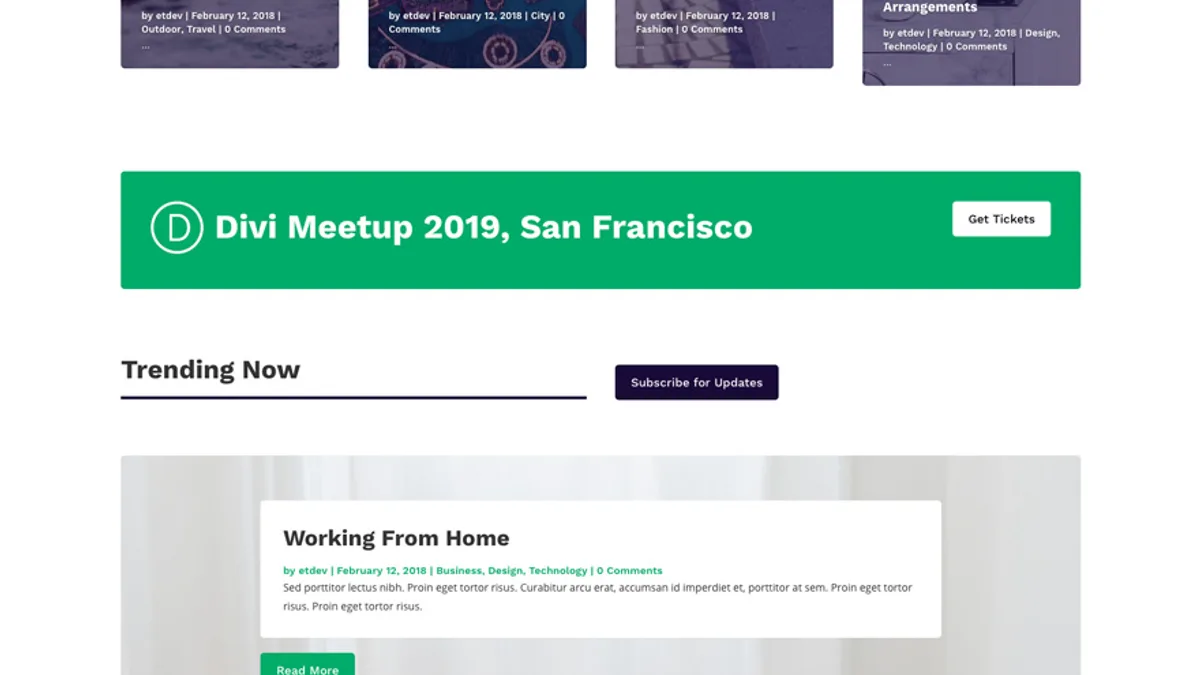 by etdev | February 12, 2018 |
Outdoor, Travel | 0 Comments
...
by etdev | February 12, 2018 | City | 0
Comments
...
by etdev | February 12, 2018 |
Fashion | 0 Comments
...
Arrangements
by etdev | February 12, 2018 | Design,
Technology | 0 Comments
...
D Divi Meetup 2019, San Francisco
Get Tickets
Trending Now
Subscribe for Updates
Working From Home
by etdev | February 12, 2018 | Business, Design, Technology | 0 Comments
Sed porttitor lectus nibh. Proin eget tortor risus. Curabitur arcu erat, accumsan id imperdiet et, porttitor at sem. Proin eget tortor
risus. Proin eget tortor risus.
Read More